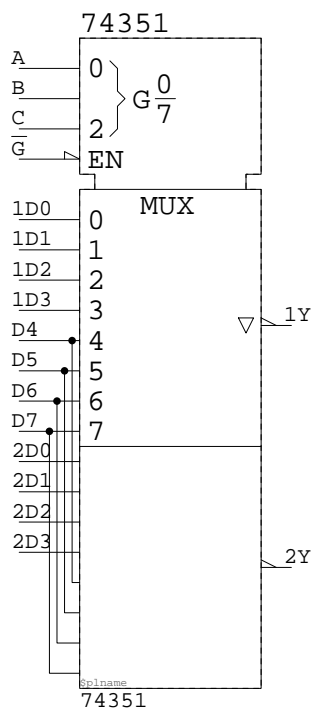 74351
A 0
B
G 0/7
C 2
G EN
MUX
1D0 0
1D1 1
1D2 2
1D3 3
1Y
D4 4
D5 5
D6 6
D7 7
2D0
2D1
2D2
2D3
2Y
$plname
74351